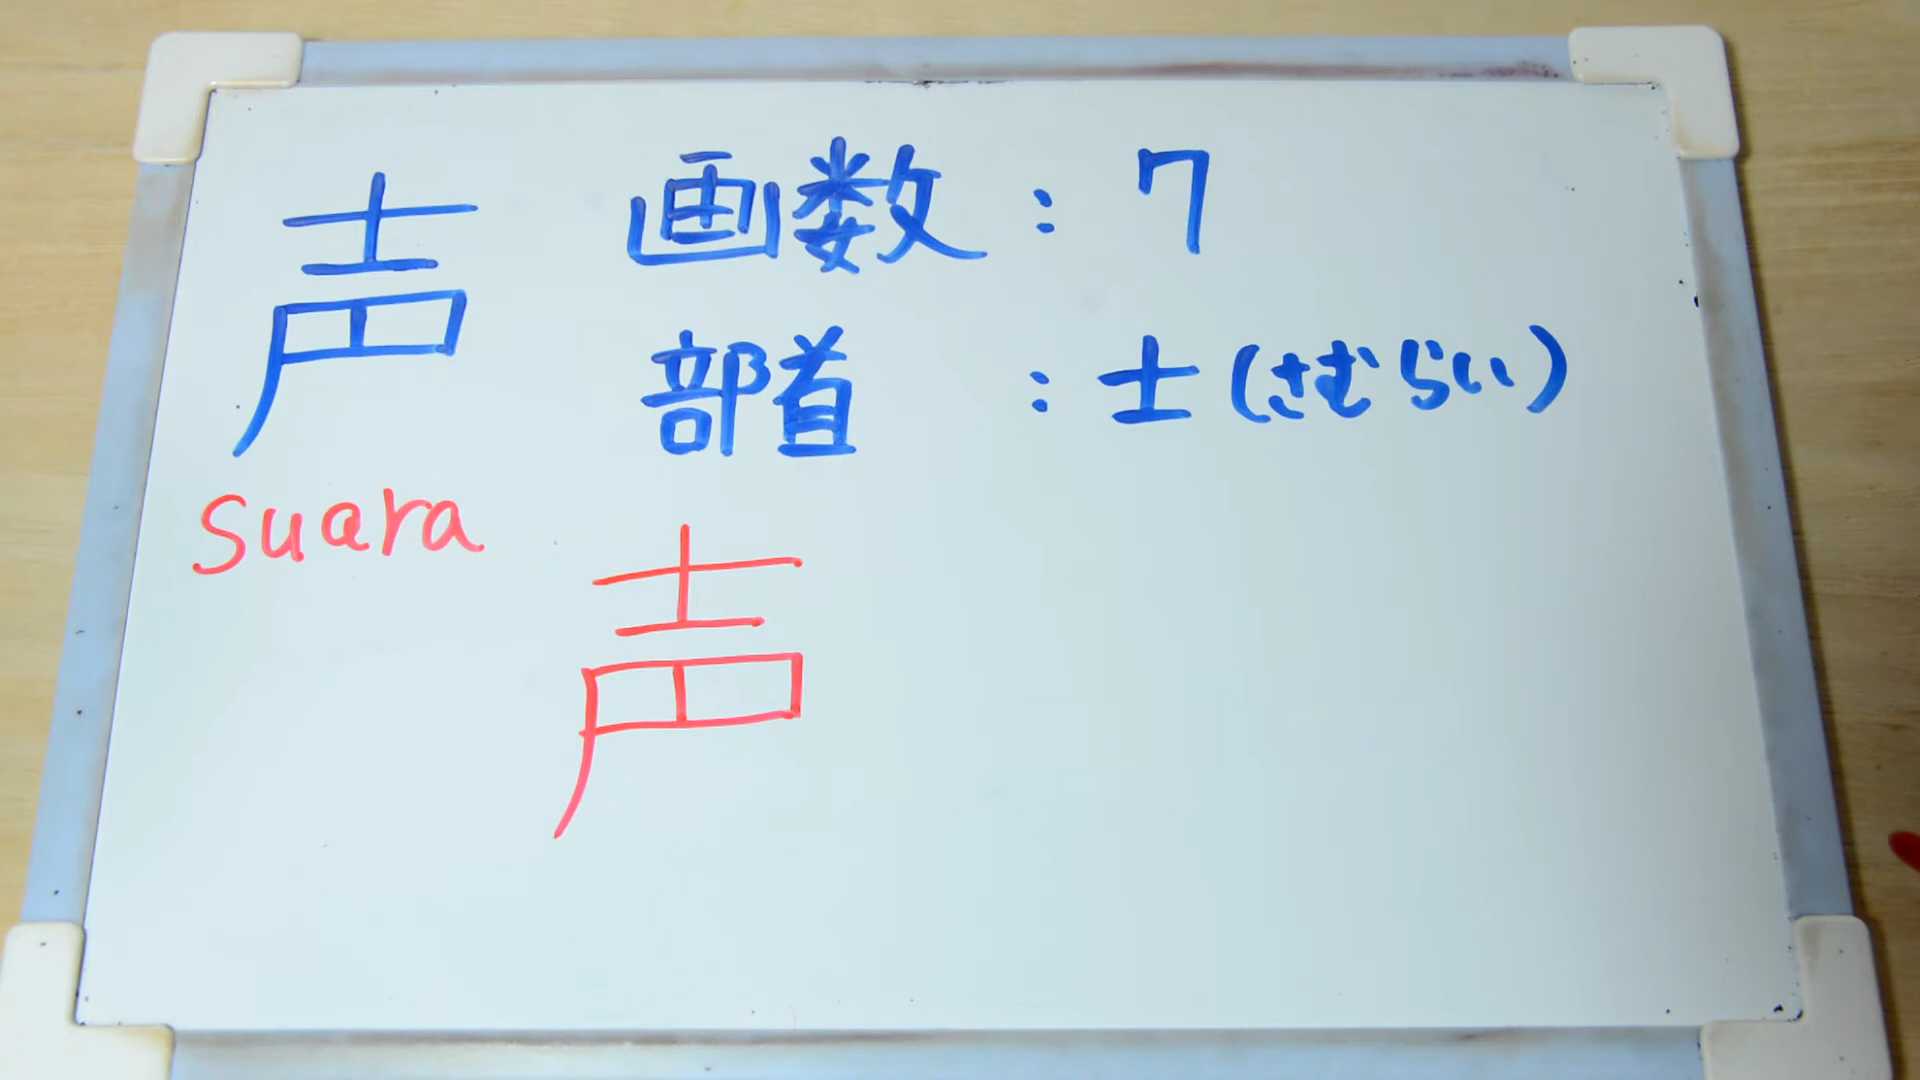 声 画数 : 7
部首 : 士 (さむらい)
suara
声